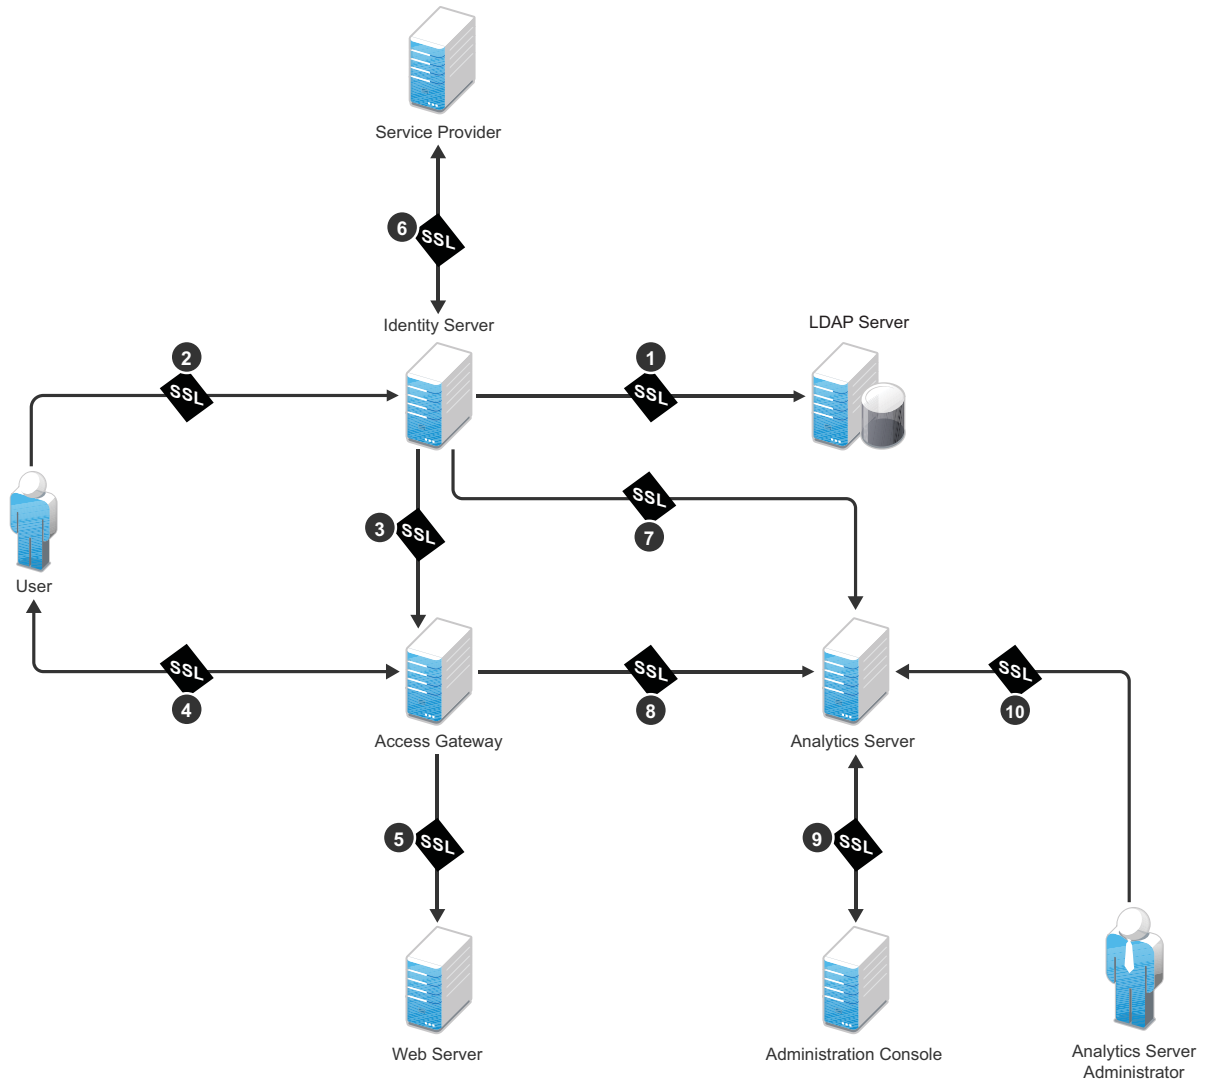 Service Provider
6
SSL
Identity Server
LDAP Server
2
SSL
1
SSL
User
3
SSL
SSL
7
SSL
4
Access Gateway
SSL
8
Analytics Server
SSL
10
5
SSL
9
SSL
Web Server
Administration Console
Analytics Server
Administrator